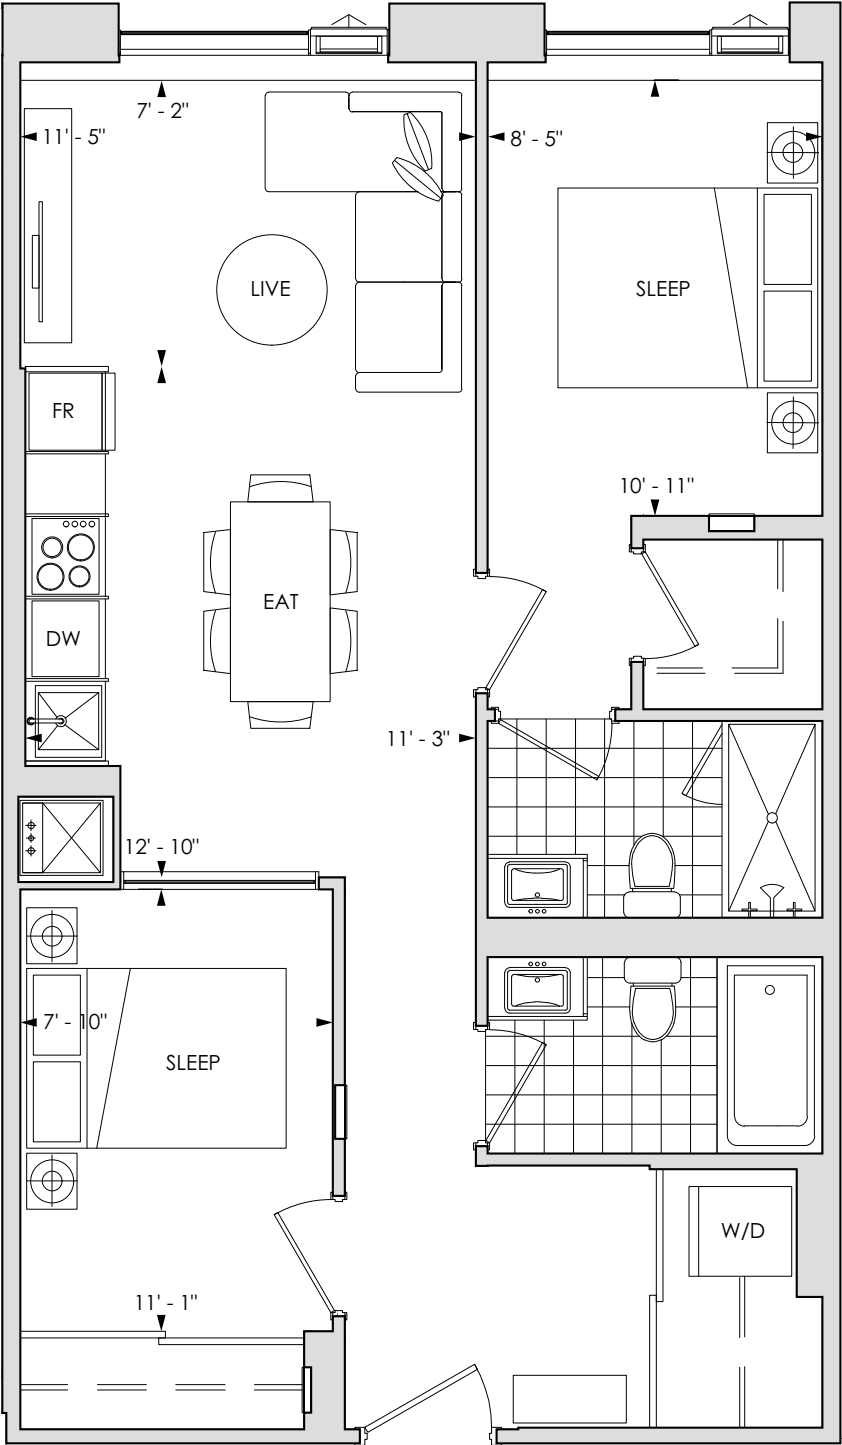 7' - 2"
11' - 5"
8' - 5"
LIVE
SLEEP
FR
10' - 11"
EAT
DW
11' - 3"
12' - 10"
7' - 10"
SLEEP
W/D
11' - 1"